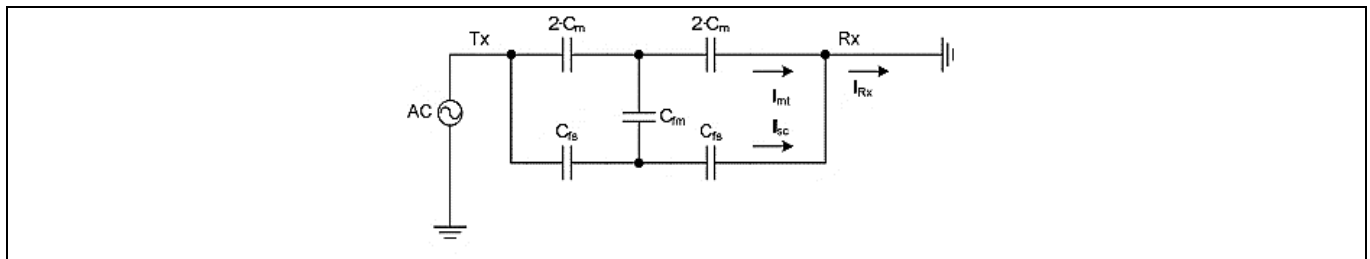 2·Cm 2·Cm
Tx Rx
Imt IRx
AC Cfm
Isc
Cfs Cfs